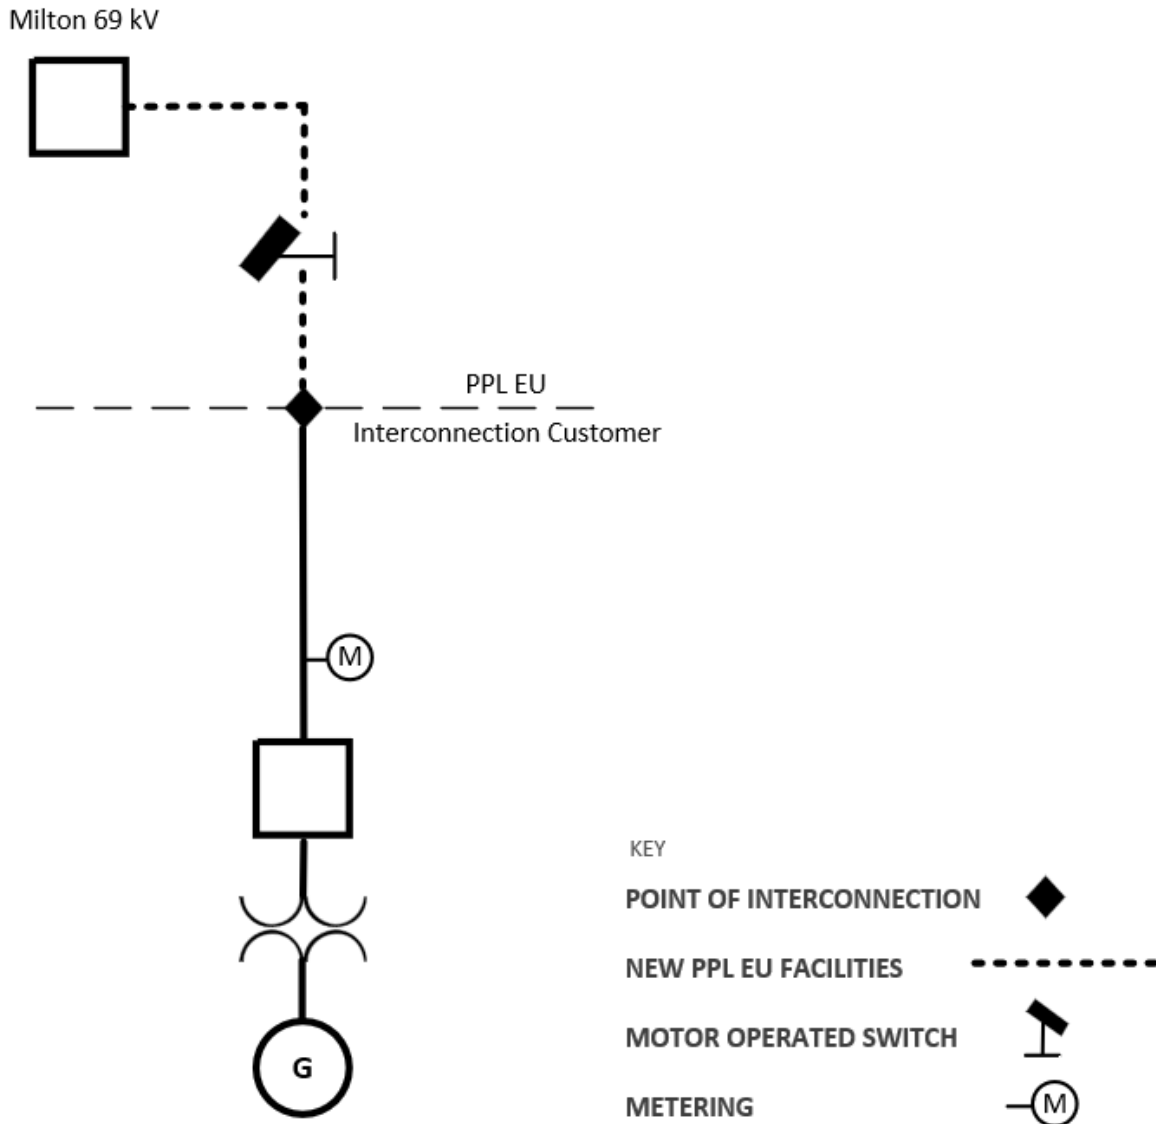 Milton 69 kV
PPL EU
Interconnection Customer
M
G
KEY
POINT OF INTERCONNECTION
NEW PPL EU FACILITIES
MOTOR OPERATED SWITCH
METERING
M